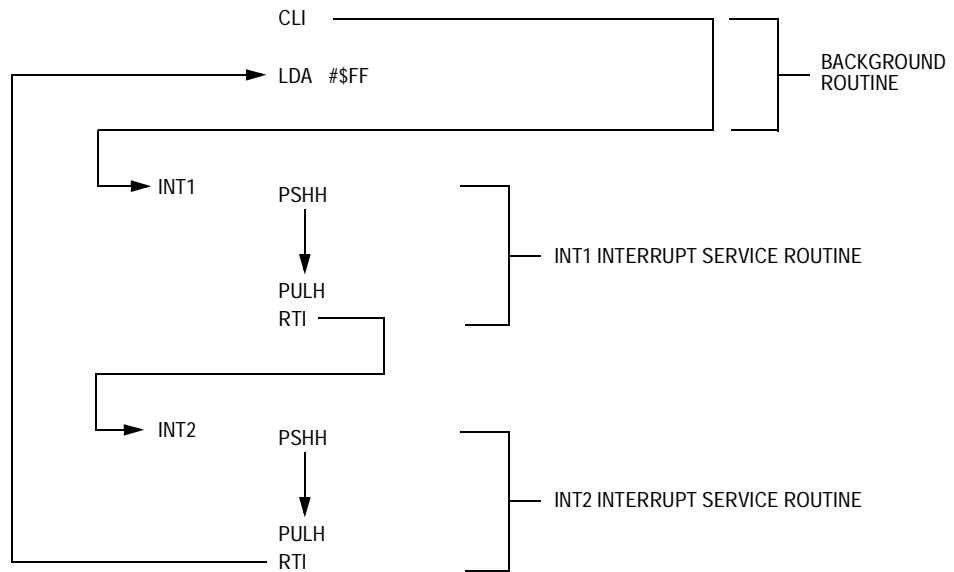 CLI
LDA #$FF
BACKGROUND
ROUTINE
INT1
PSHH
INT1 INTERRUPT SERVICE ROUTINE
PULH
RTI
INT2
PSHH
INT2 INTERRUPT SERVICE ROUTINE
PULH
RTI